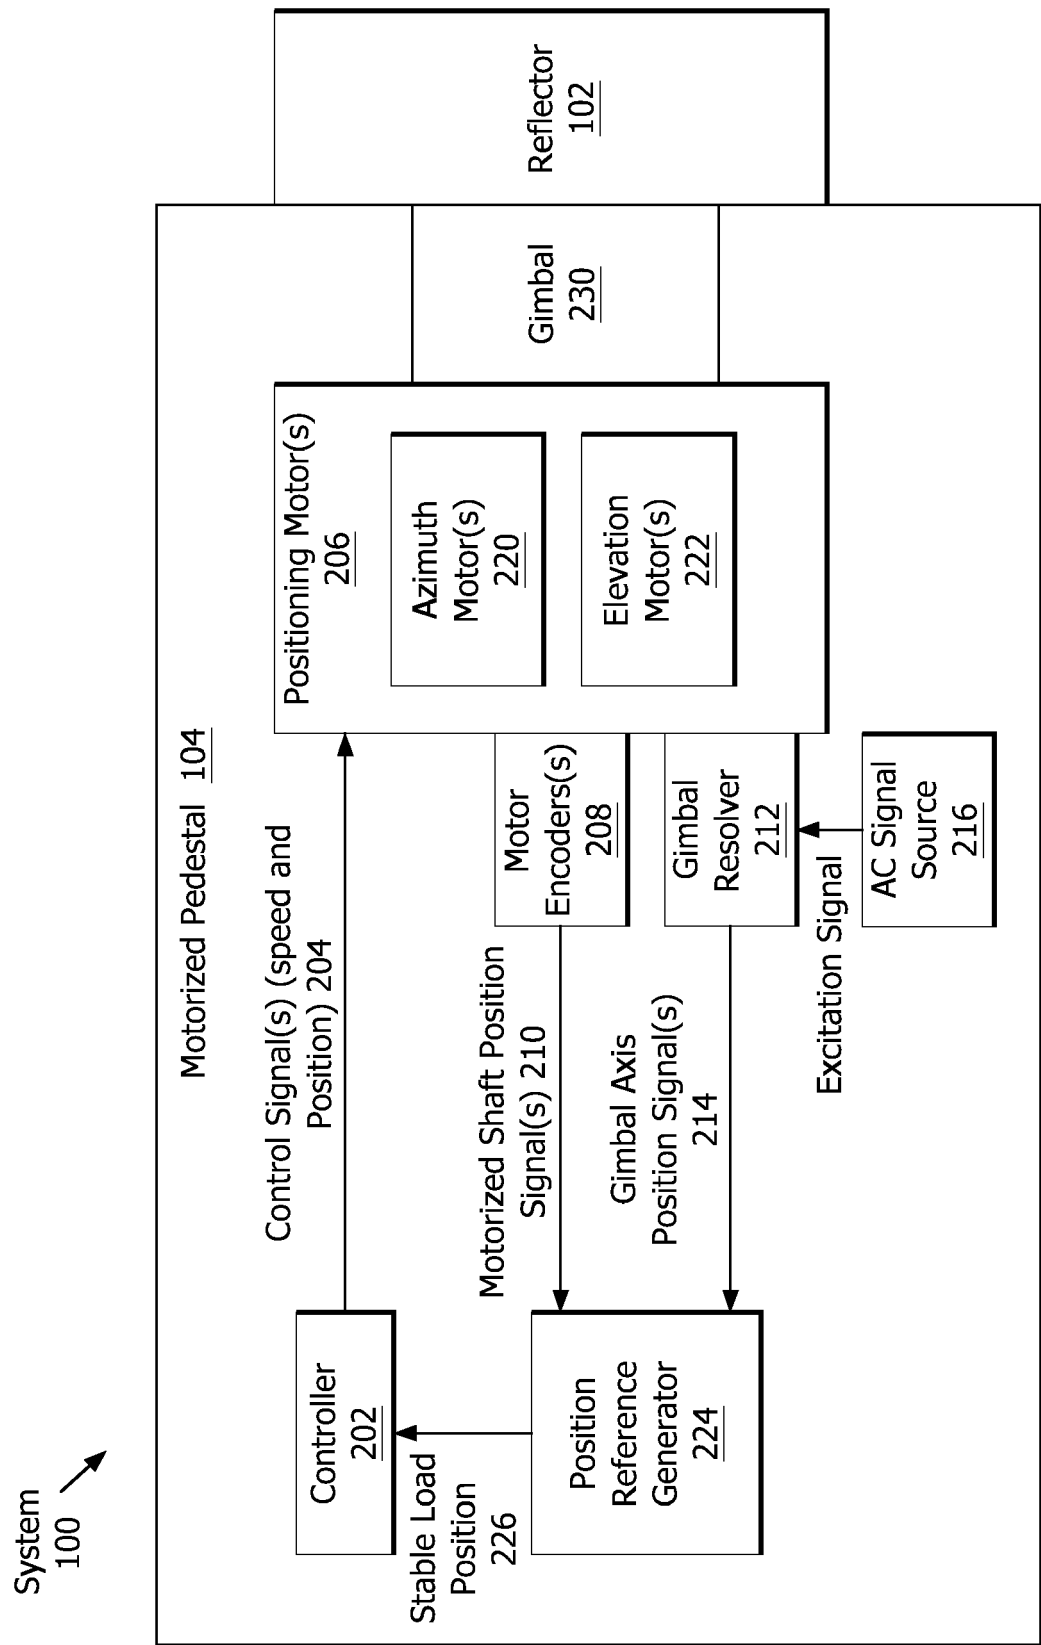 System
100
Motorized Pedestal 104
Controller
202
Control Signal(s) (speed and
Position) 204
Positioning Motor(s)
206
Azimuth
Motor(s)
220
Elevation
Motor(s)
222
Gimbal
230
Reflector
102
Stable Load
Position
226
Motorized Shaft Position
Signal(s) 210
Motor
Encoders(s)
208
Position
Reference
Generator
224
Gimbal Axis
Position Signal(s)
214
Gimbal
Resolver
212
Excitation Signal
AC Signal
Source
216